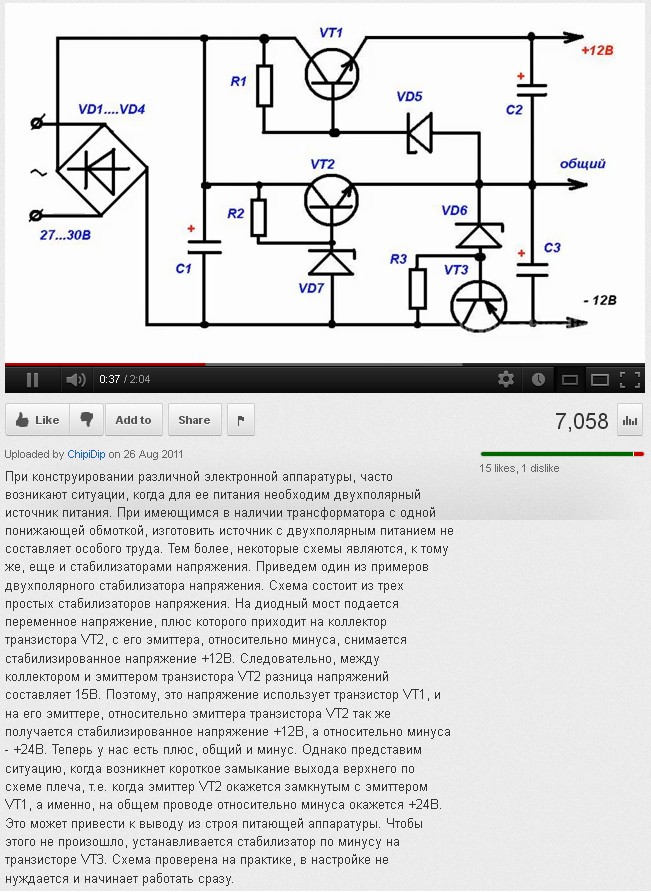 VT1
+12В
R1
VD5
+
C2
VD1....VD4
VT2
общий
~
R2
VD6
27...30В
+
C1
R3
VT3
+
C3
VD7
- 12В
0:37 / 2:04
Like
Add to
Share
7,058
Uploaded by ChipiDip on 26 Aug 2011
15 likes, 1 dislike
При конструировании различной электронной аппаратуры, часто
возникают ситуации, когда для ее питания необходим двухполярный
источник питания. При имеющимся в наличии трансформатора с одной
понижающей обмоткой, изготовить источник с двухполярным питанием не
составляет особого труда. Тем более, некоторые схемы являются, к тому
же, еще и стабилизаторами напряжения. Приведем один из примеров
двухполярного стабилизатора напряжения. Схема состоит из трех
простых стабилизаторов напряжения. На диодный мост подается
переменное напряжение, плюс которого приходит на коллектор
транзистора VT2, с его эмиттера, относительно минуса, снимается
стабилизированное напряжение +12В. Следовательно, между
коллектором и эмиттером транзистора VT2 разница напряжений
составляет 15В. Поэтому, это напряжение использует транзистор VT1, и
на его эмиттере, относительно эмиттера транзистора VT2 так же
получается стабилизированное напряжение +12В, а относительно минуса
- +24В. Теперь у нас есть плюс, общий и минус. Однако представим
ситуацию, когда возникнет короткое замыкание выхода верхнего по
схеме плеча, т.е. когда эмиттер VT2 окажется замкнутым с эмиттером
VT1, а именно, на общем проводе относительно минуса окажется +24В.
Это может привести к выводу из строя питающей аппаратуры. Чтобы
этого не произошло, устанавливается стабилизатор по минусу на
транзисторе VT3. Схема проверена на практике, в настройке не
нуждается и начинает работать сразу.